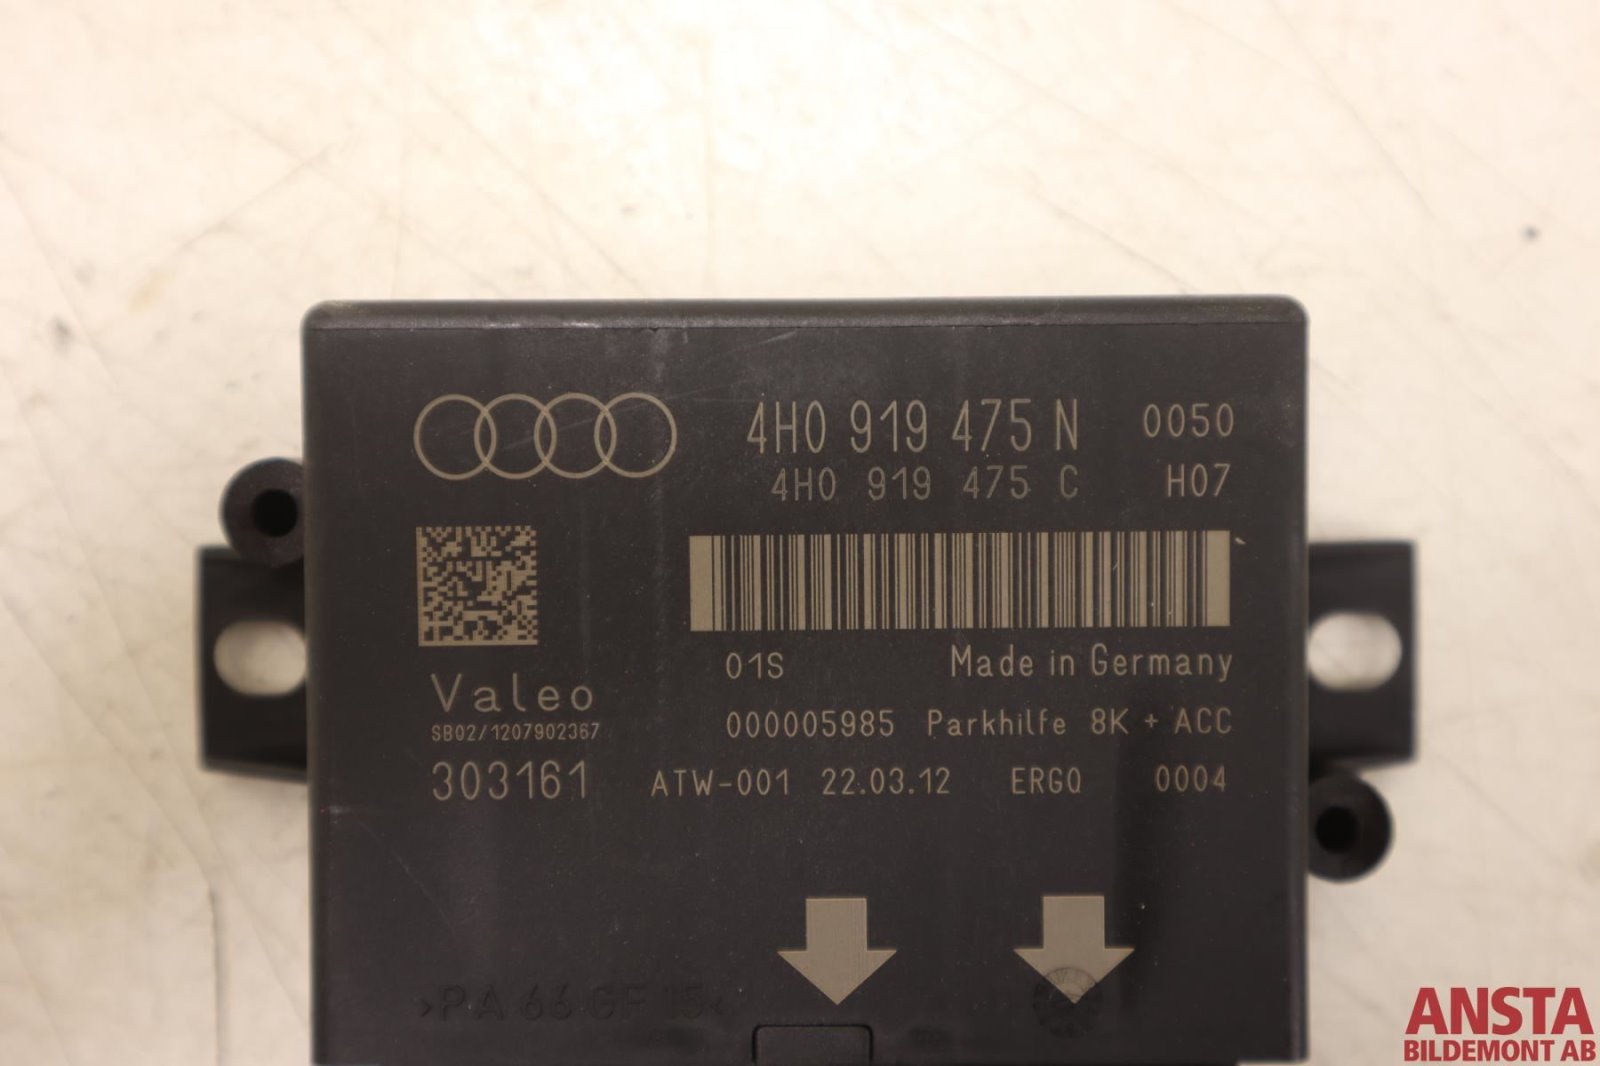 4H0 919 475 N 0050
4H0 919 475 C H07
01S Made in Germany
Valeo
SB02/1207902367
000005985 Parkhilfe 8K + ACC
303161 ATW-001 22.03.12 ERGQ 0004
>PA 66 GF 15<
ANSTA
BILDEMONT AB